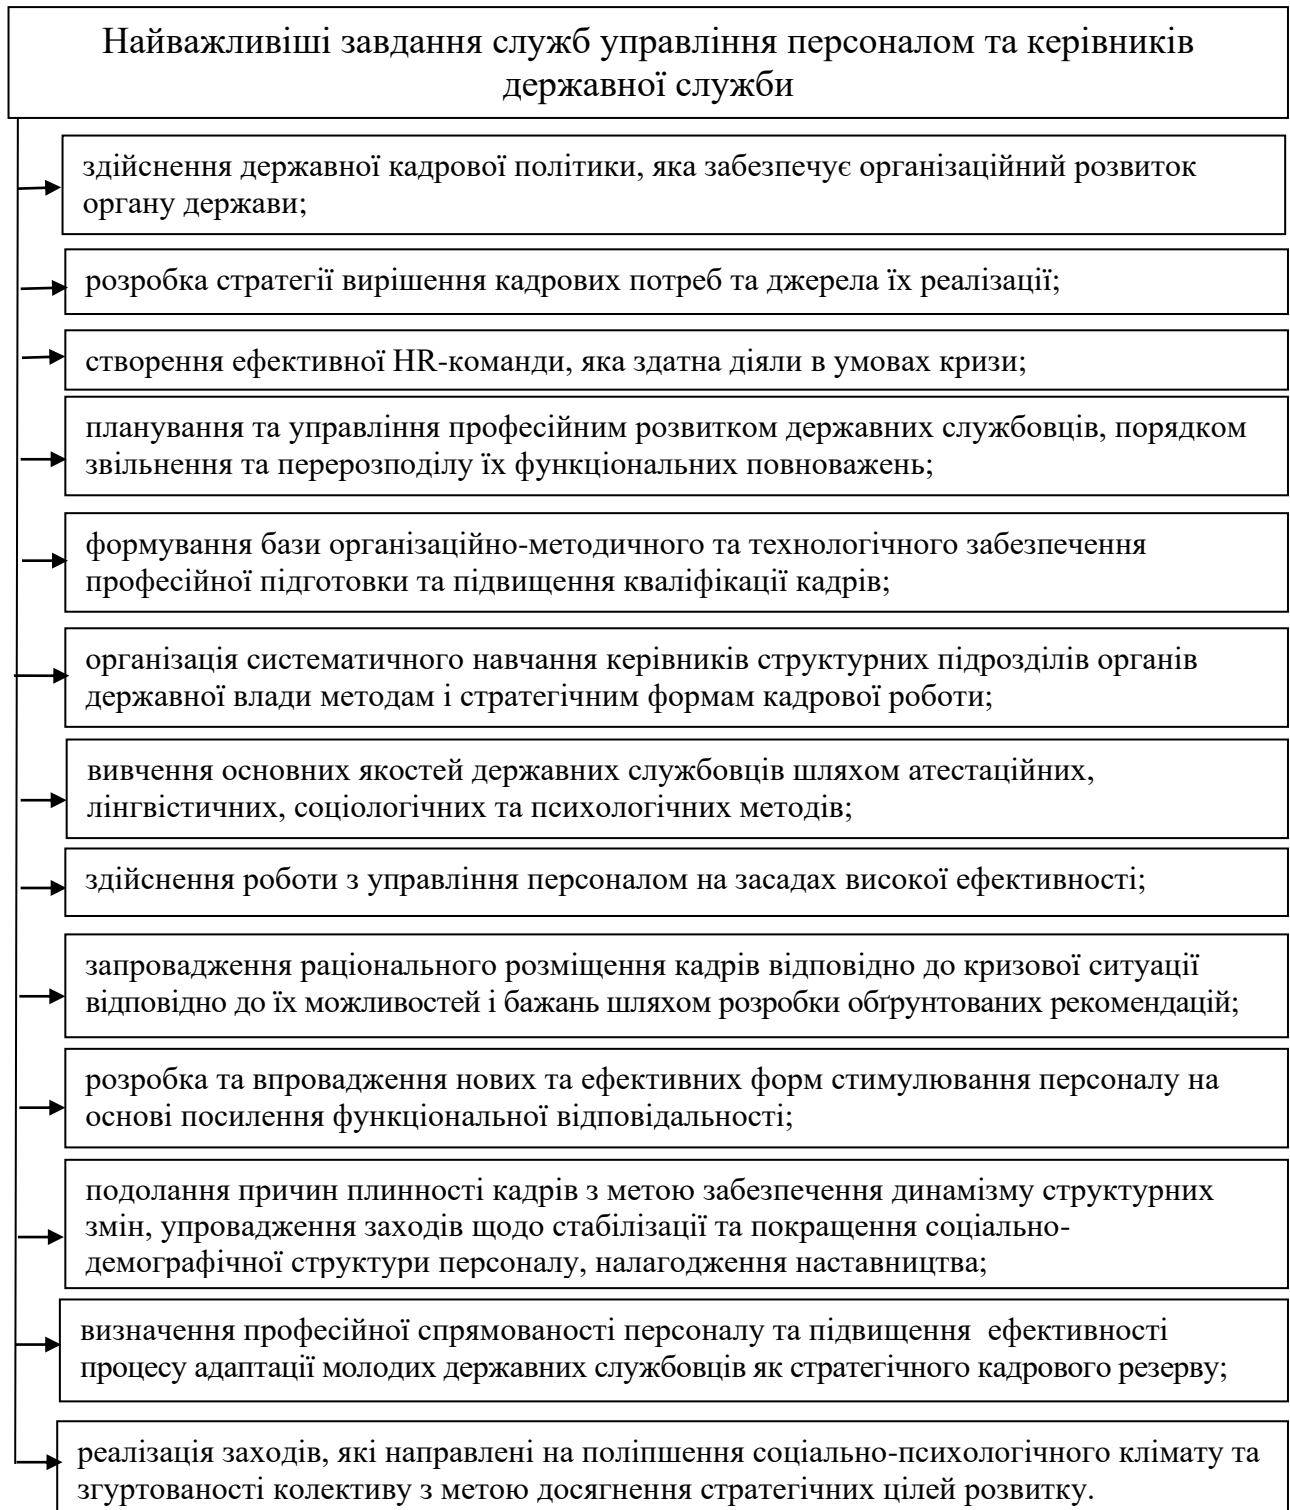 Найважливіші завдання служб управління персоналом та керівників
державної служби
здійснення державної кадрової політики, яка забезпечує організаційний розвиток
органу держави;
розробка стратегії вирішення кадрових потреб та джерела їх реалізації;
створення ефективної HR-команди, яка здатна діяли в умовах кризи;
планування та управління професійним розвитком державних службовців, порядком
звільнення та перерозподілу їх функціональних повноважень;
формування бази організаційно-методичного та технологічного забезпечення
професійної підготовки та підвищення кваліфікації кадрів;
організація систематичного навчання керівників структурних підрозділів органів
державної влади методам і стратегічним формам кадрової роботи;
вивчення основних якостей державних службовців шляхом атестаційних,
лінгвістичних, соціологічних та психологічних методів;
здійснення роботи з управління персоналом на засадах високої ефективності;
запровадження раціонального розміщення кадрів відповідно до кризової ситуації
відповідно до їх можливостей і бажань шляхом розробки обґрунтованих рекомендацій;
розробка та впровадження нових та ефективних форм стимулювання персоналу на
основі посилення функціональної відповідальності;
подолання причин плинності кадрів з метою забезпечення динамізму структурних
змін, упровадження заходів щодо стабілізації та покращення соціально-
демографічної структури персоналу, налагодження наставництва;
визначення професійної спрямованості персоналу та підвищення  ефективності
процесу адаптації молодих державних службовців як стратегічного кадрового резерву;
реалізація заходів, які направлені на поліпшення соціально-психологічного клімату та
згуртованості колективу з метою досягнення стратегічних цілей розвитку.